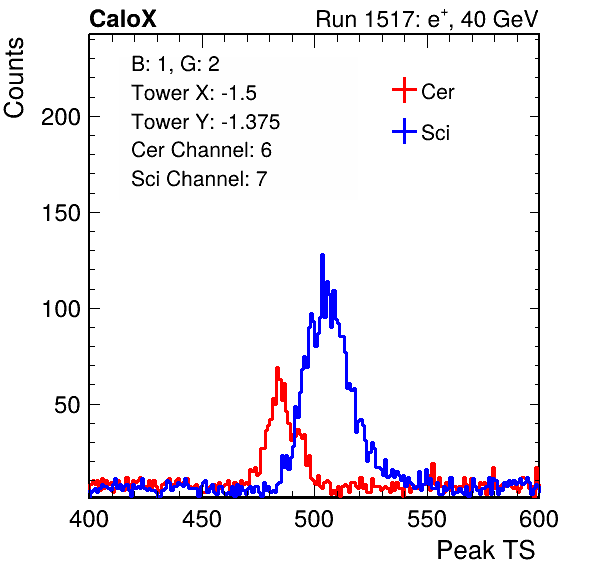 CaloX Run 1517: e⁺, 40 GeV
Counts
B: 1, G: 2
Tower X: -1.5
Tower Y: -1.375
Cer Channel: 6
Sci Channel: 7
Cer
Sci
200
150
100
50
400 450 500 550 600
Peak TS